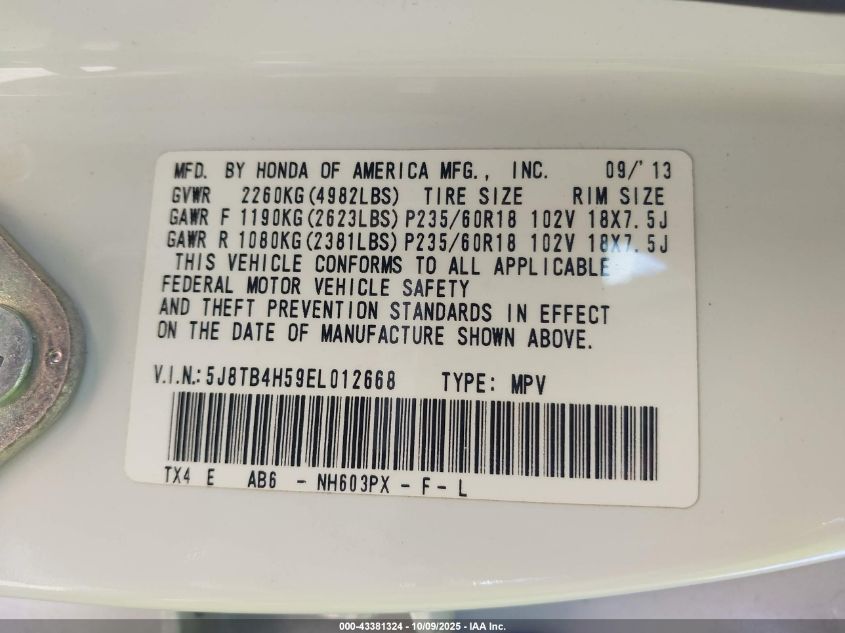 MFD. BY HONDA OF AMERICA MFG., INC. 09/'13
GVWR 2260KG(4982LBS) TIRE SIZE RIM SIZE
GAWR F 1190KG(2623LBS) P235/60R18 102V 18X7.5J
GAWR R 1080KG(2381LBS) P235/60R18 102V 18X7.5J
THIS VEHICLE CONFORMS TO ALL APPLICABLE
FEDERAL MOTOR VEHICLE SAFETY
AND THEFT PREVENTION STANDARDS IN EFFECT
ON THE DATE OF MANUFACTURE SHOWN ABOVE.
V.I.N.: 5J8TB4H59EL012668 TYPE: MPV
TX4 E AB6 - NH603PX - F - L
000-43381324 - 10/09/2025 - IAA Inc.